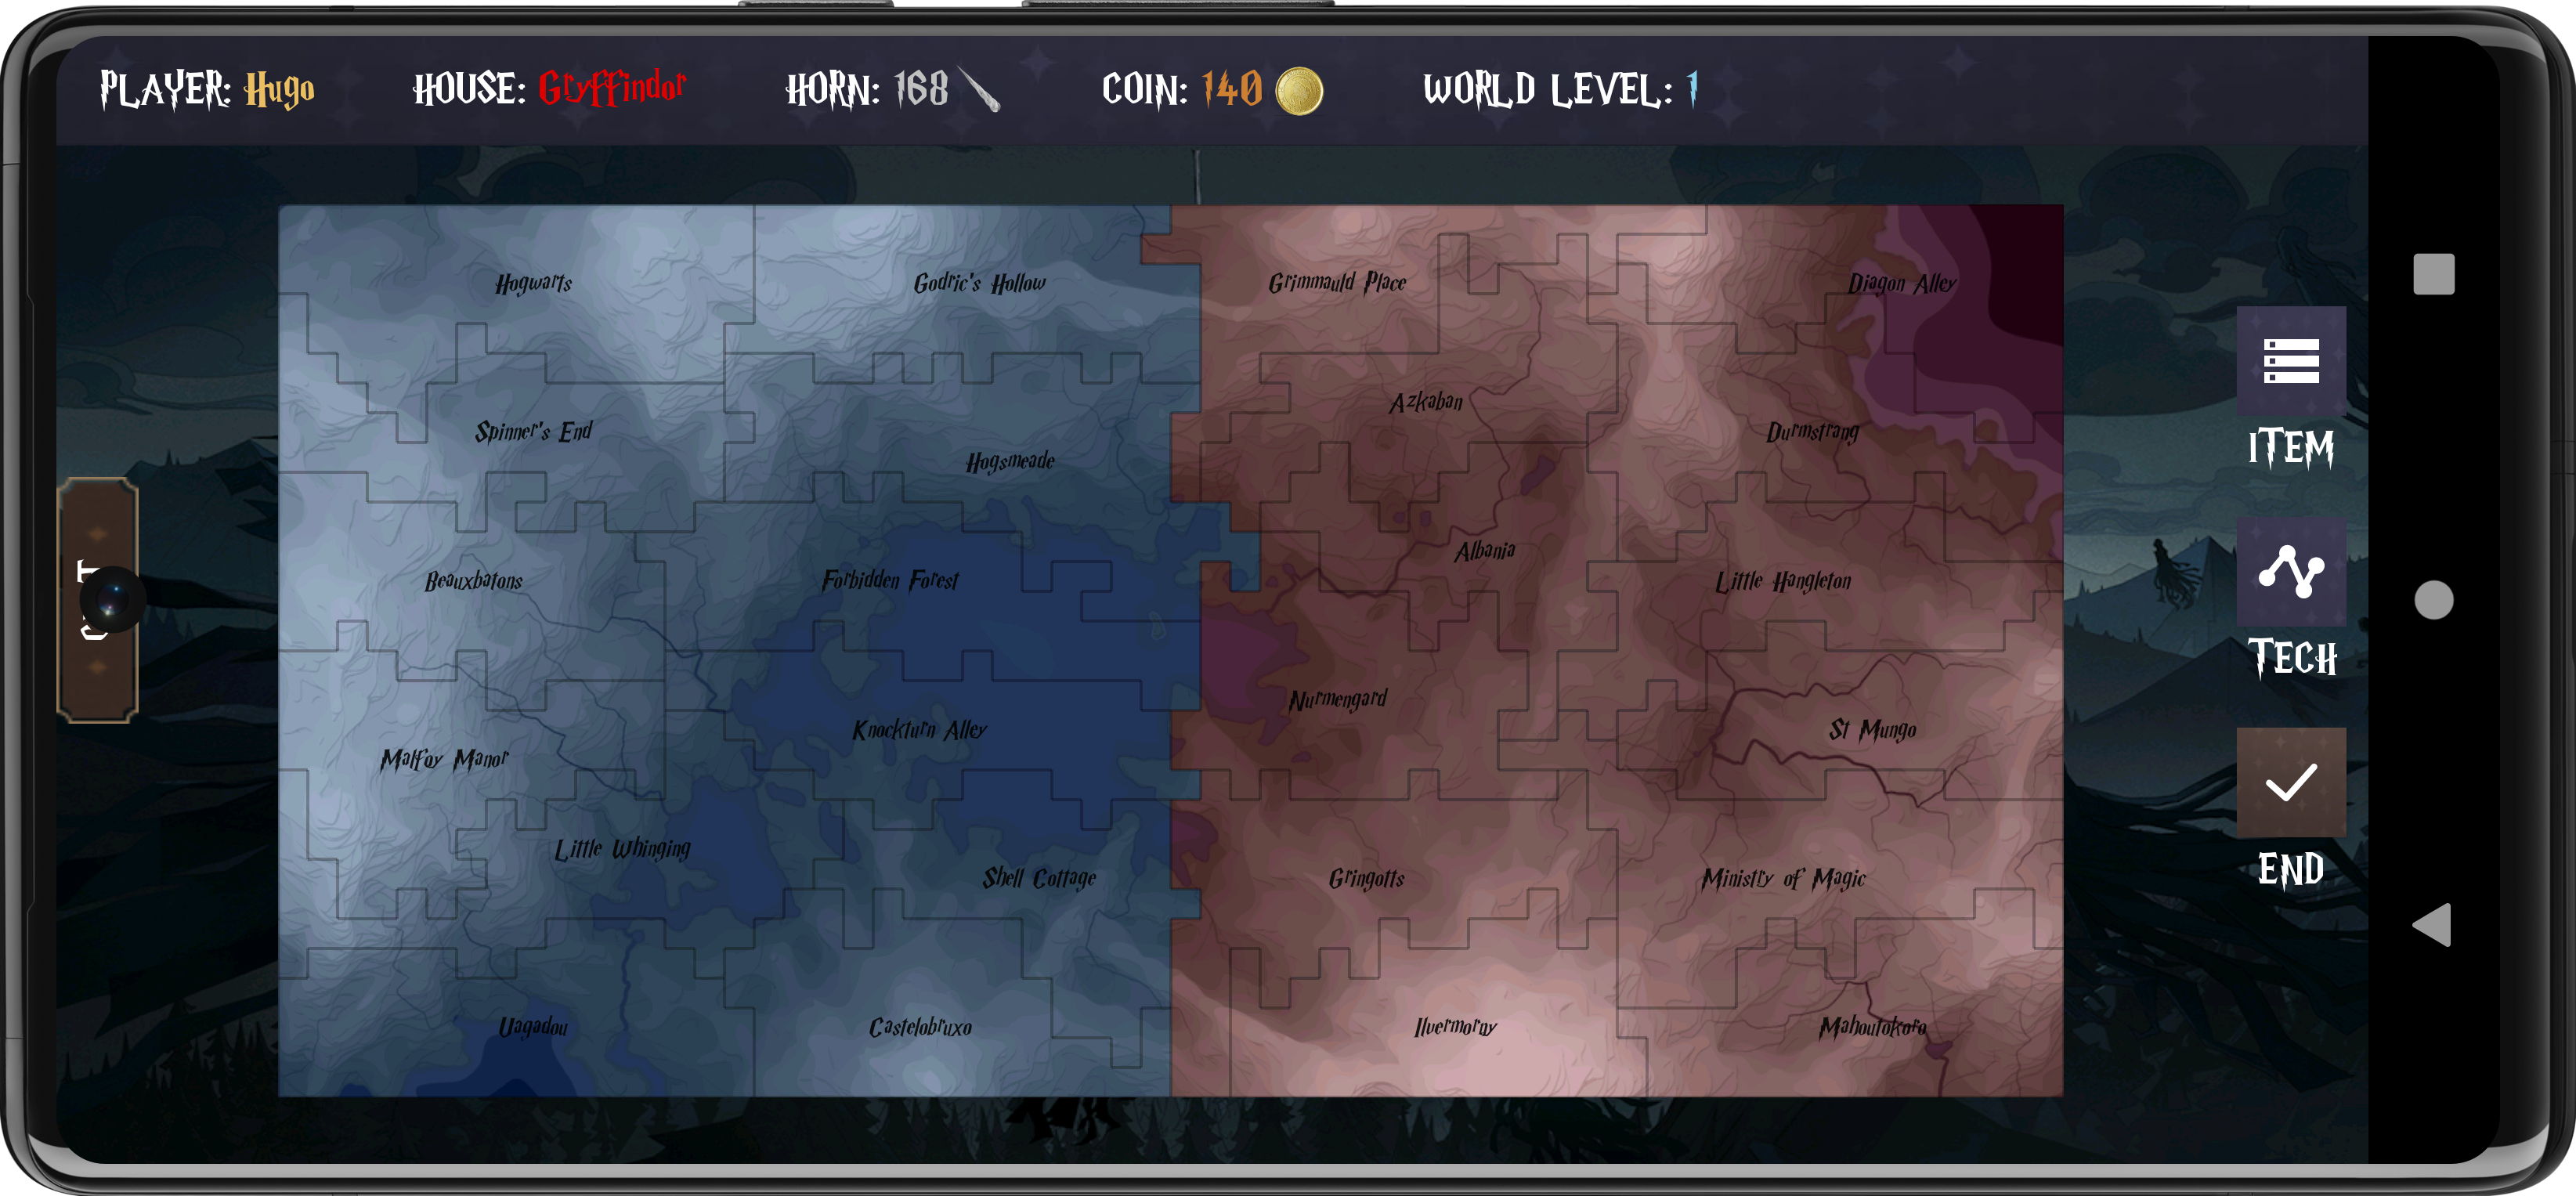 PLAYER: Hugo HOUSE: Gryffindor HORN: 168 COIN: 140 WORLD LEVEL: 1
Hogwarts Godric's Hollow Grimmauld Place Diagon Alley
Azkaban
Spinner's End Durmstrang
Hogsmeade
ITEM
Albania
Beauxbatons Forbidden Forest Little Hangleton
TECH
Nurmengard
Knockturn Alley St Mungo
Malfoy Manor
Little Whinging
Shell Cottage Gringotts Ministry of Magic
END
Uagadou Castelobruxo Ilvermorny Mahoutokoro